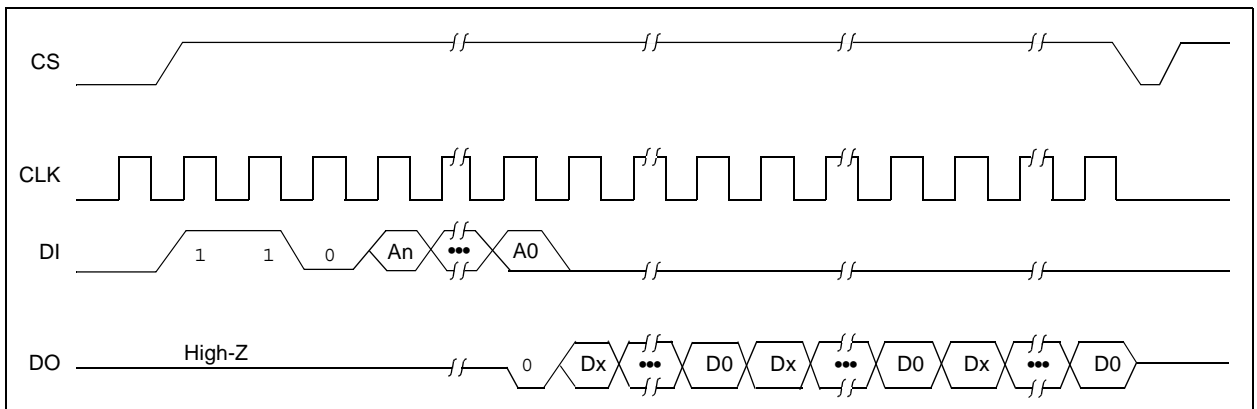 CS
CLK
DI 1 1 0 An ••• A0
High-Z
DO 0 Dx ••• D0 Dx ••• D0 Dx ••• D0